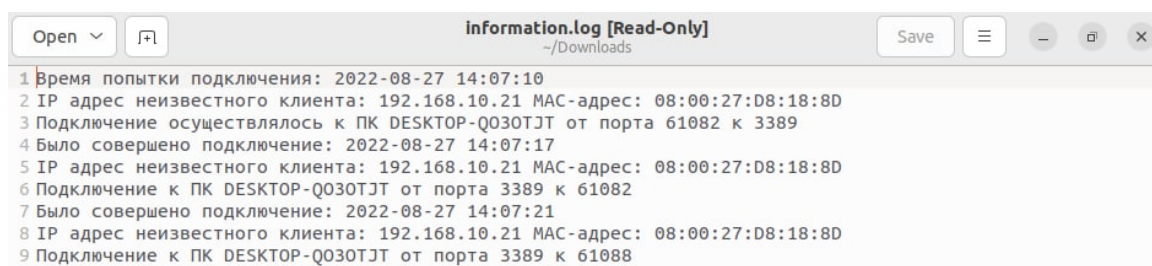 Open
information.log [Read-Only]
~/Downloads
Save
1 Время попытки подключения: 2022-08-27 14:07:10
2 IP адрес неизвестного клиента: 192.168.10.21 MAC-адрес: 08:00:27:D8:18:8D
3 Подключение осуществлялось к ПК DESKTOP-QO3OTJT от порта 61082 к 3389
4 Было совершено подключение: 2022-08-27 14:07:17
5 IP адрес неизвестного клиента: 192.168.10.21 MAC-адрес: 08:00:27:D8:18:8D
6 Подключение к ПК DESKTOP-QO3OTJT от порта 3389 к 61082
7 Было совершено подключение: 2022-08-27 14:07:21
8 IP адрес неизвестного клиента: 192.168.10.21 MAC-адрес: 08:00:27:D8:18:8D
9 Подключение к ПК DESKTOP-QO3OTJT от порта 3389 к 61088